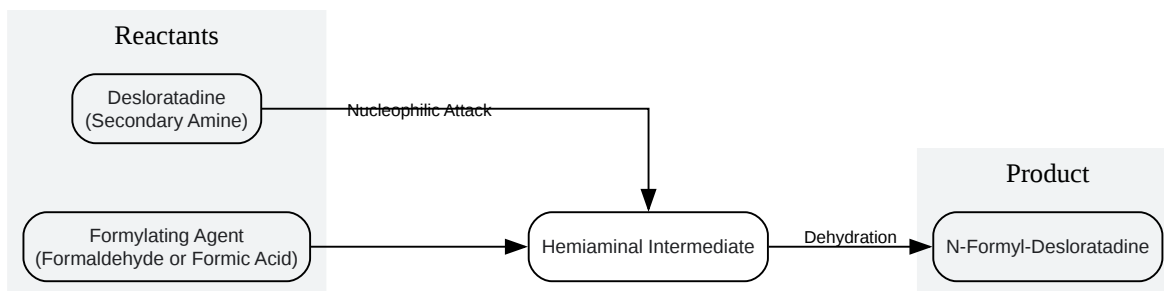 Reactants
Desloratadine
(Secondary Amine)
Nucleophilic Attack
Formylating Agent
(Formaldehyde or Formic Acid)
Hemiaminal Intermediate
Dehydration
Product
N-Formyl-Desloratadine